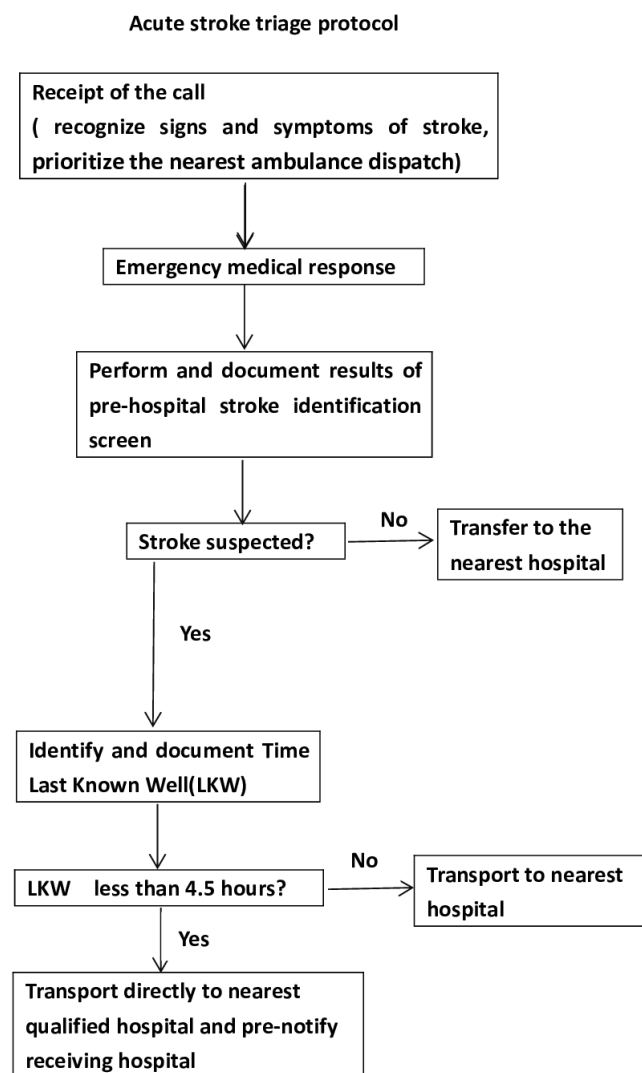 Acute stroke triage protocol
Receipt of the call
( recognize signs and symptoms of stroke,
prioritize the nearest ambulance dispatch)
Emergency medical response
Perform and document results of
pre-hospital stroke identification
screen
Stroke suspected?
No
Transfer to the
nearest hospital
Yes
Identify and document Time
Last Known Well(LKW)
LKW less than 4.5 hours?
No
Transport to nearest
hospital
Yes
Transport directly to nearest
qualified hospital and pre-notify
receiving hospital